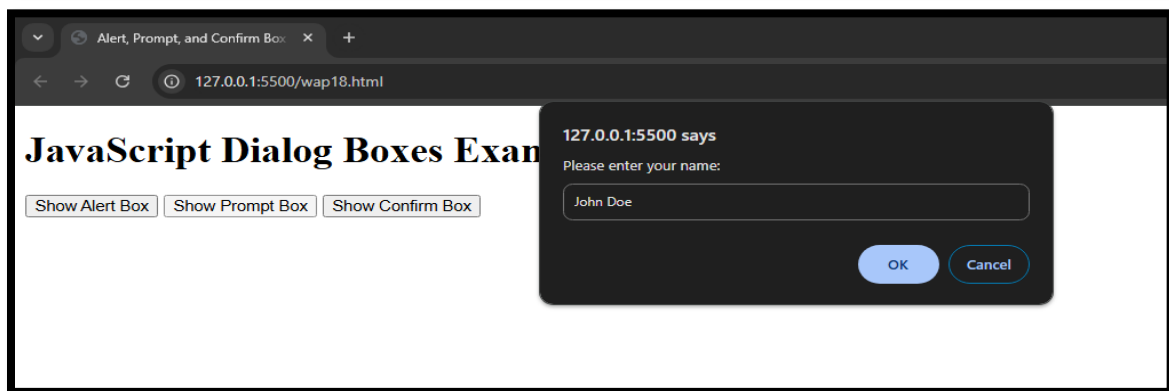 Alert, Prompt, and Confirm Box
127.0.0.1:5500/wap18.html
JavaScript Dialog Boxes Exam
Show Alert Box Show Prompt Box Show Confirm Box
127.0.0.1:5500 says
Please enter your name:
John Doe
OK Cancel